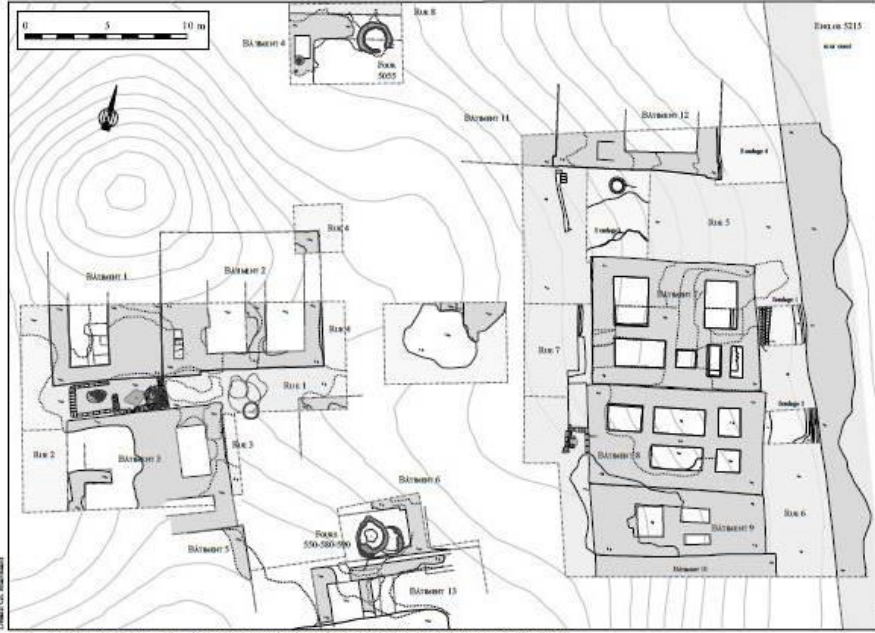 0 5 10 m
RUE 8
BÂTIMENT 4
FOUR
5055
ENCLOS 5215
BÂTIMENT 11
BÂTIMENT 12
Sondage 4
RUE 5
RUE 4
BÂTIMENT 1
BÂTIMENT 2
BÂTIMENT 7
Sondage 1
RUE 4
RUE 7
RUE 1
Sondage 2
RUE 2
BÂTIMENT 3
RUE 3
BÂTIMENT 8
BÂTIMENT 6
RUE 6
FOURS
550-580-590
BÂTIMENT 9
BÂTIMENT 5
BÂTIMENT 10
BÂTIMENT 13